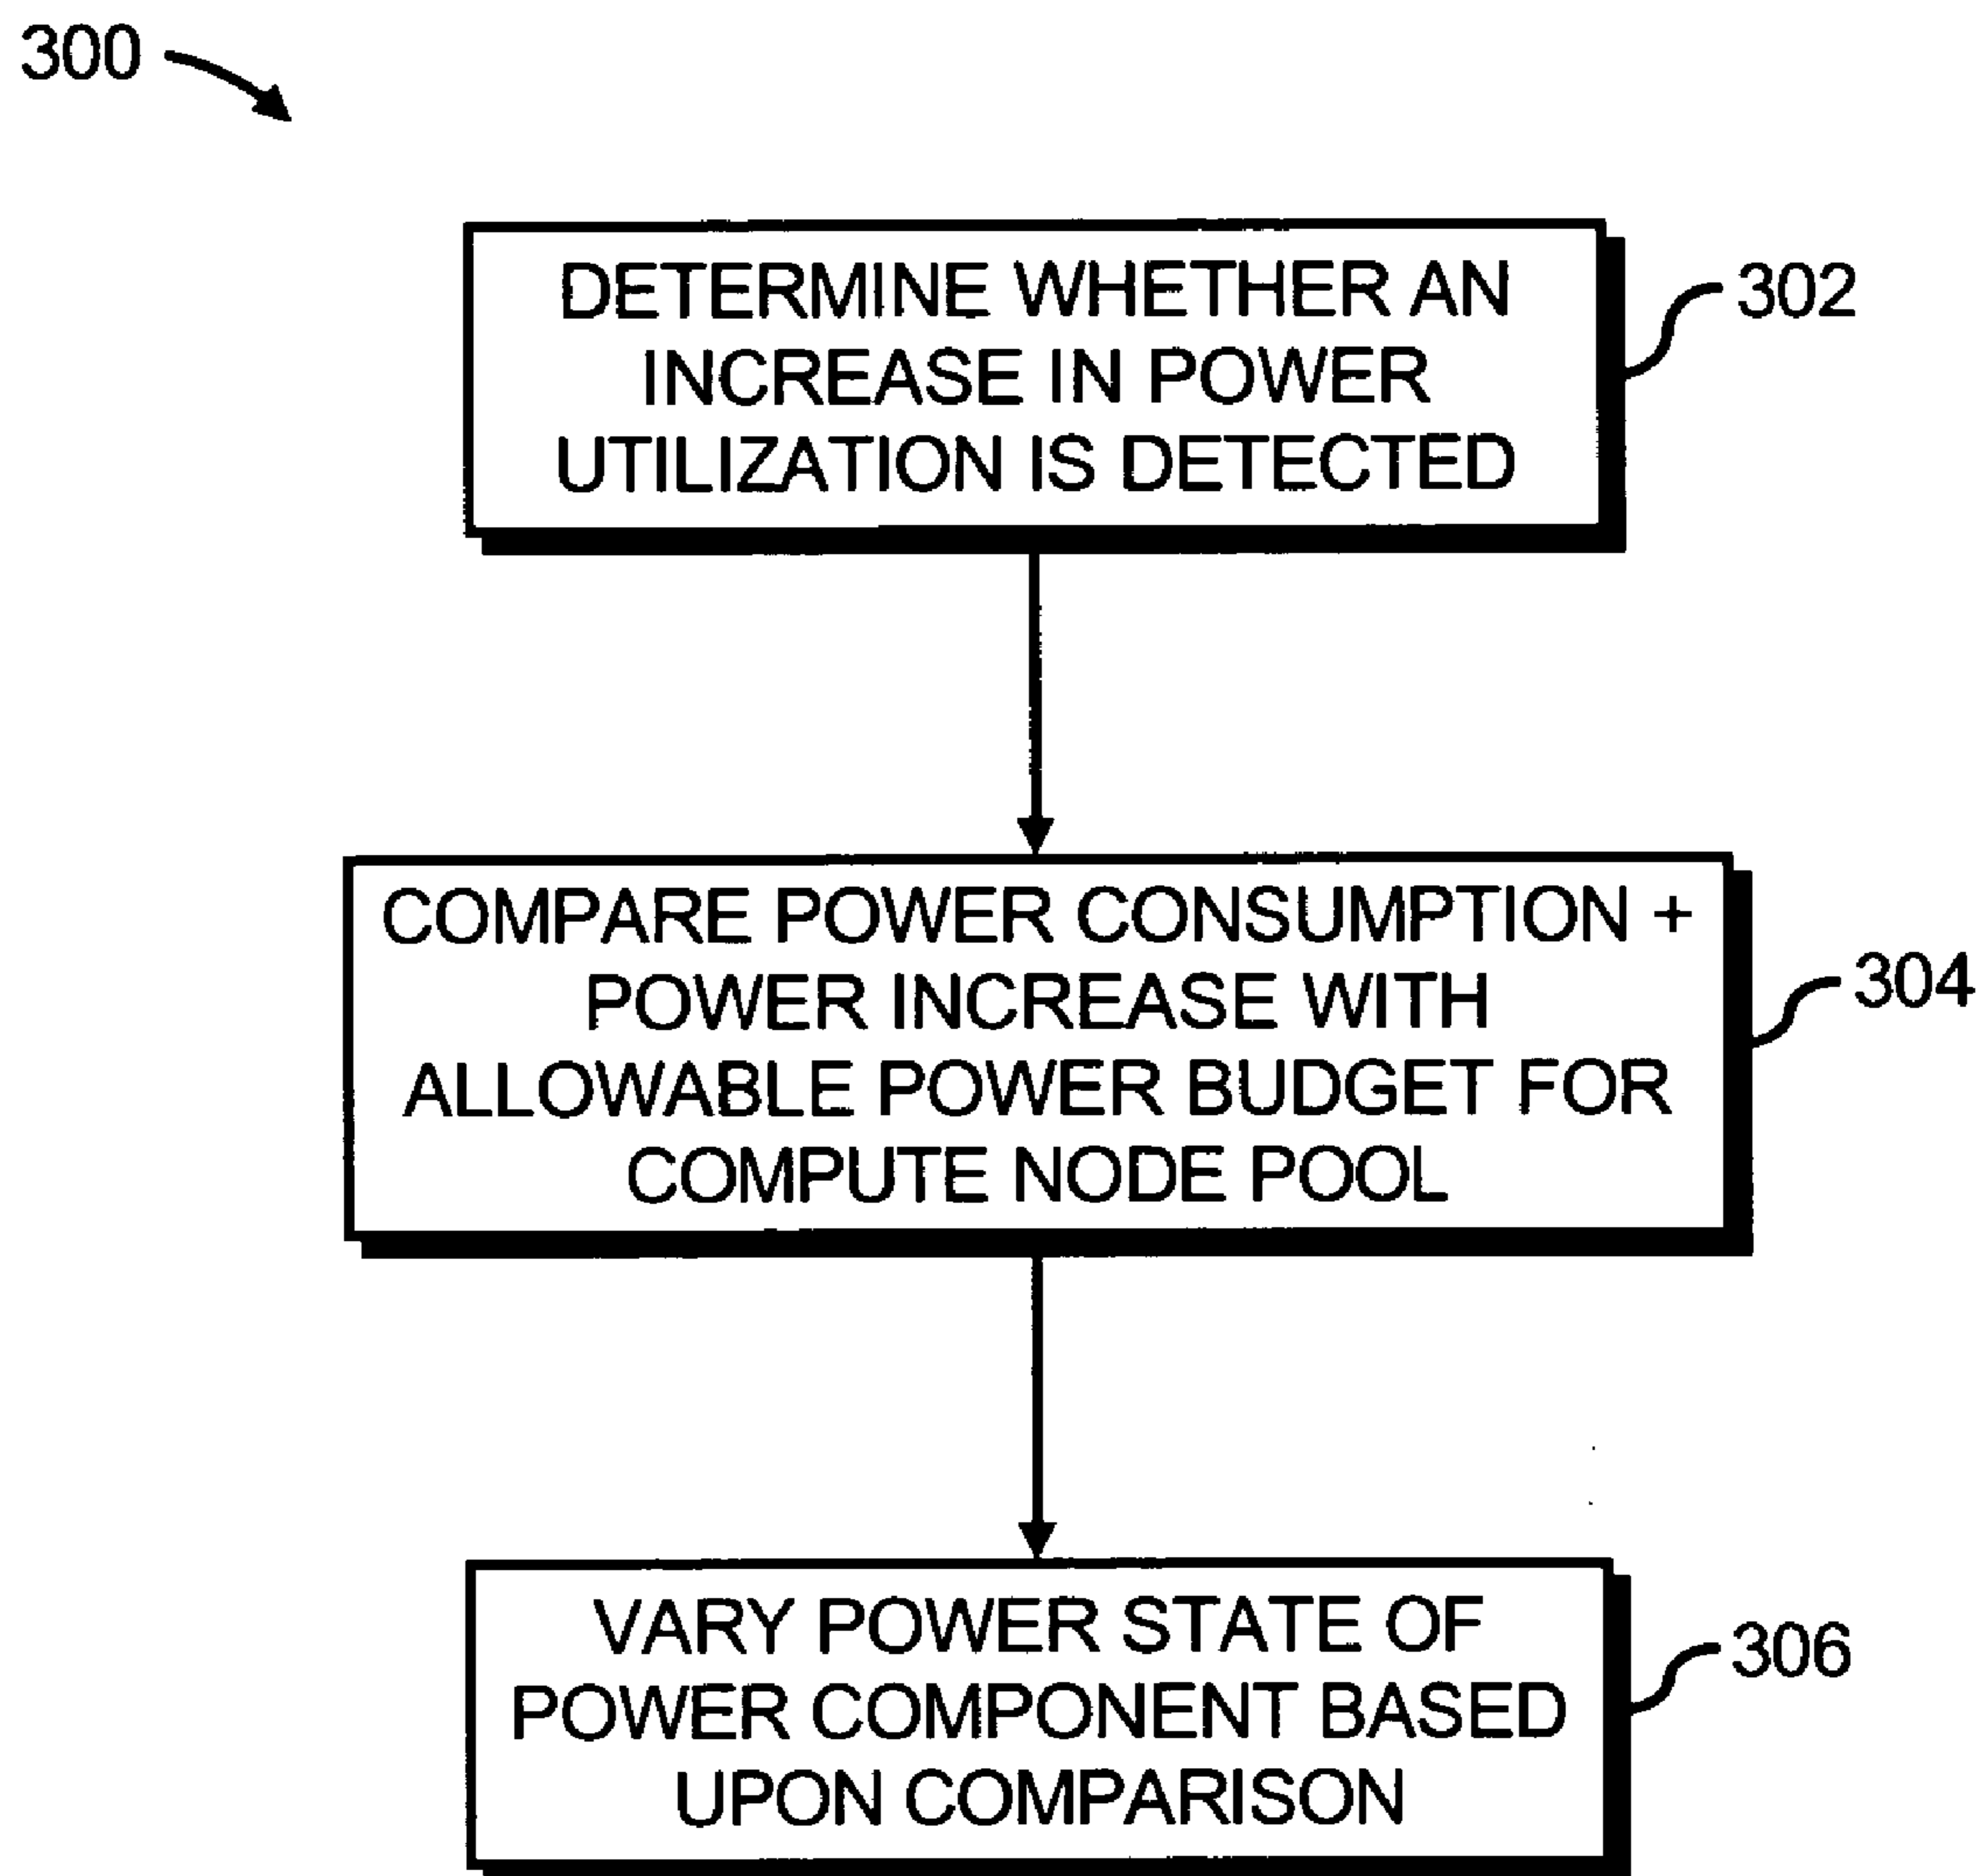 300
DETERMINE WHETHER AN
INCREASE IN POWER
UTILIZATION IS DETECTED
302
COMPARE POWER CONSUMPTION +
POWER INCREASE WITH
ALLOWABLE POWER BUDGET FOR
COMPUTE NODE POOL
304
VARY POWER STATE OF
POWER COMPONENT BASED
UPON COMPARISON
306